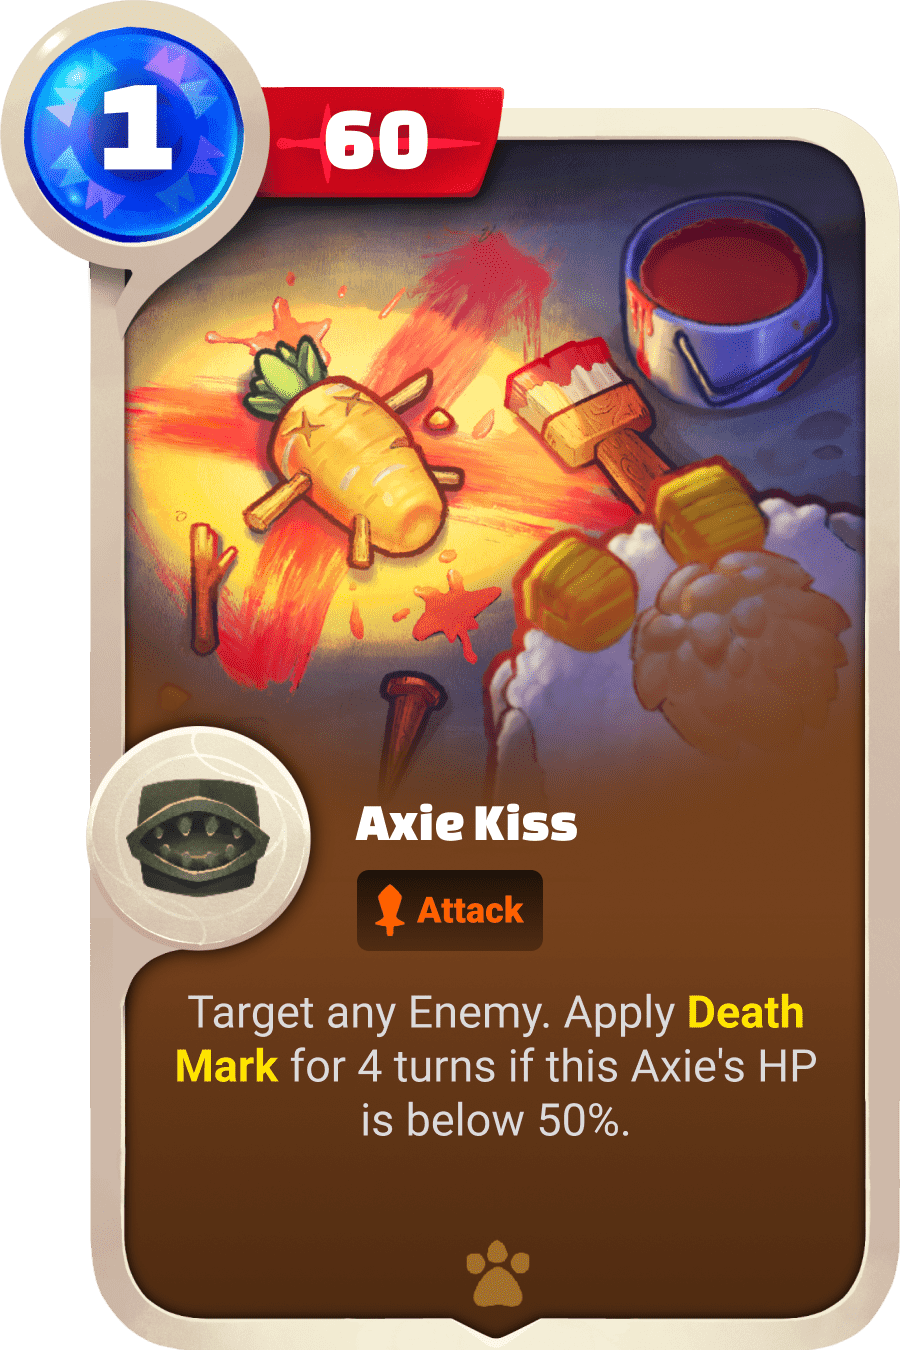 1
60
Axie Kiss
Attack
Target any Enemy. Apply Death
Mark for 4 turns if this Axie's HP
is below 50%.